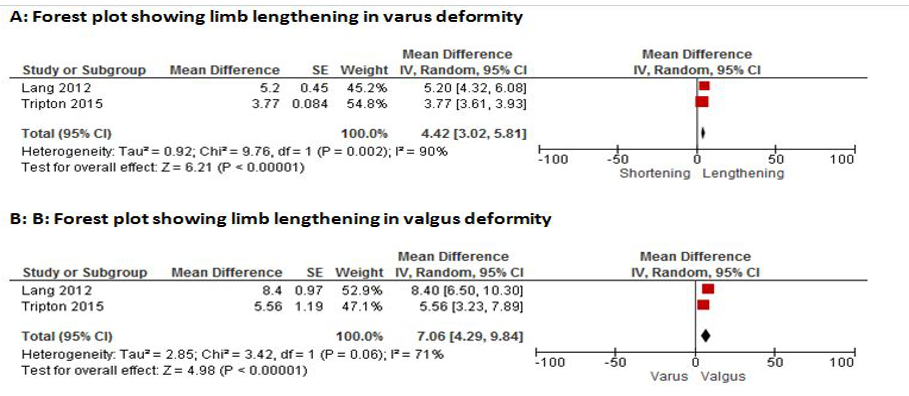 A: Forest plot showing limb lengthening in varus deformity
Mean Difference Mean Difference
Study or Subgroup Mean Difference SE Weight IV, Random, 95% CI IV, Random, 95% CI
Lang 2012 5.2 0.45 45.2% 5.20 [4.32, 6.08]
Tripton 2015 3.77 0.084 54.8% 3.77 [3.61, 3.93]
Total (95% CI) 100.0% 4.42 [3.02, 5.81]
Heterogeneity: Tau² = 0.92; Chi² = 9.76, df = 1 (P = 0.002); I² = 90%
Test for overall effect: Z = 6.21 (P < 0.00001)
-100 -50 0 50 100
Shortening Lengthening
B: B: Forest plot showing limb lengthening in valgus deformity
Mean Difference Mean Difference
Study or Subgroup Mean Difference SE Weight IV, Random, 95% CI IV, Random, 95% CI
Lang 2012 8.4 0.97 52.9% 8.40 [6.50, 10.30]
Tripton 2015 5.56 1.19 47.1% 5.56 [3.23, 7.89]
Total (95% CI) 100.0% 7.06 [4.29, 9.84]
Heterogeneity: Tau² = 2.85; Chi² = 3.42, df = 1 (P = 0.06); I² = 71%
Test for overall effect: Z = 4.98 (P < 0.00001)
-100 -50 0 50 100
Varus Valgus